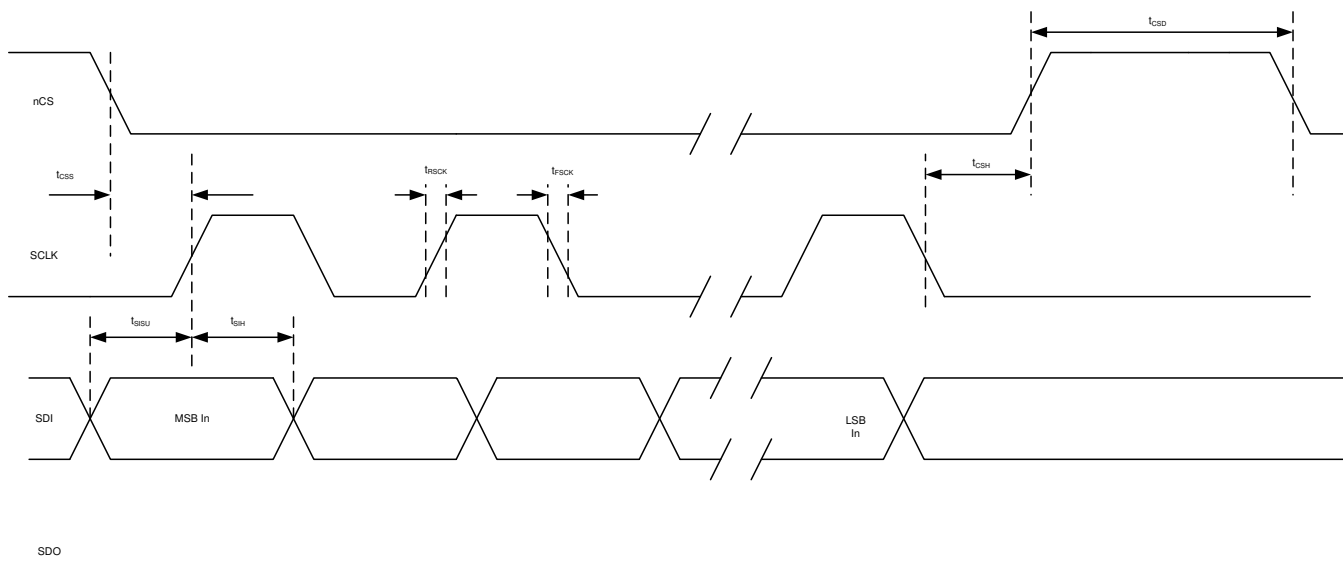 tCSD
nCS
tCSH
tCSS
tRSCK
tFSCK
SCLK
tSISU
tSIH
SDI
MSB In
LSB
In
SDO